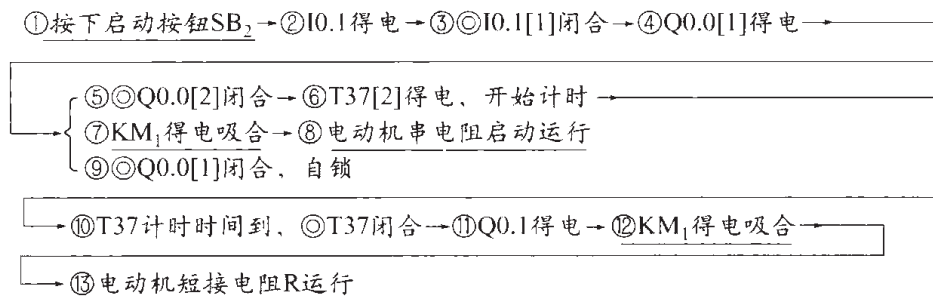 ①按下启动按钮SB₂→②I0.1得电→③◎I0.1[1]闭合→④Q0.0[1]得电→
⑤◎Q0.0[2]闭合→⑥T37[2]得电、开始计时→
⑦KM₁得电吸合→⑧电动机串电阻启动运行
⑨◎Q0.0[1]闭合、自锁
→⑩T37计时时间到、◎T37闭合→⑪Q0.1得电→⑫KM₁得电吸合→
→⑬电动机短接电阻R运行